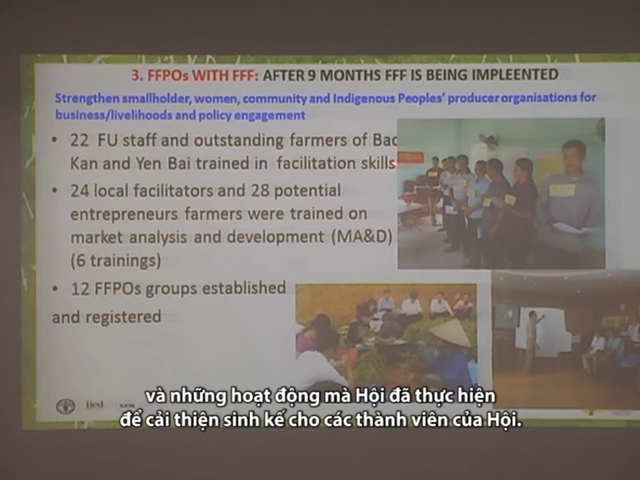 3. FFPOs WITH FFF: AFTER 9 MONTHS FFF IS BEING IMPLEENTED
Strengthen smallholder, women, community and Indigenous Peoples' producer organisations for
business/livelihoods and policy engagement
• 22 FU staff and outstanding farmers of Bac
Kan and Yen Bai trained in facilitation skills
• 24 local facilitators and 28 potential
entrepreneurs farmers were trained on
market analysis and development (MA&D)
(6 trainings)
• 12 FFPOs groups established
and registered
iied
và những hoạt động mà Hội đã thực hiện
để cải thiện sinh kế cho các thành viên của Hội.